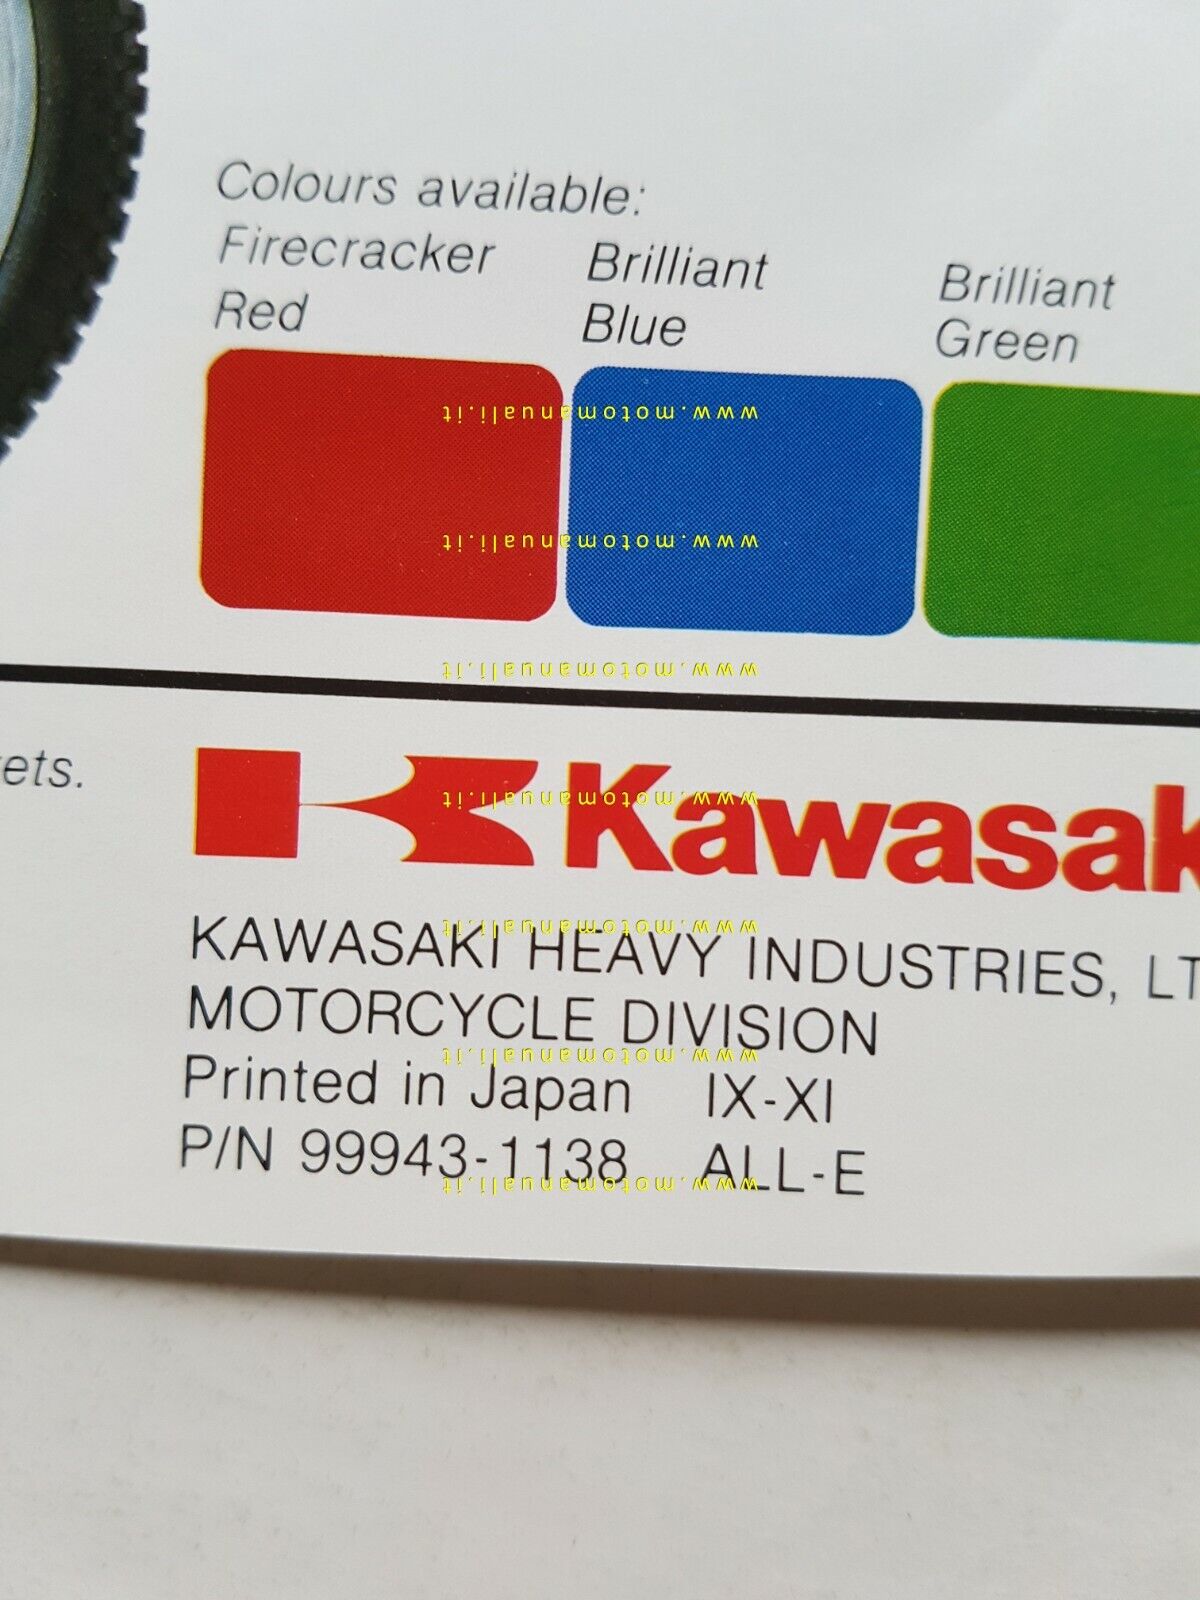 Colours available:
Firecracker Red
Brilliant Blue
Brilliant Green
ets.
Kawasak
KAWASAKI HEAVY INDUSTRIES, LT
MOTORCYCLE DIVISION
Printed in Japan IX-XI
P/N 99943-1138 ALL-E
www.motomanuali.it
www.motomanuali.it
www.motomanuali.it
www.motomanuali.it
www.motomanuali.it
www.motomanuali.it
www.motomanuali.it